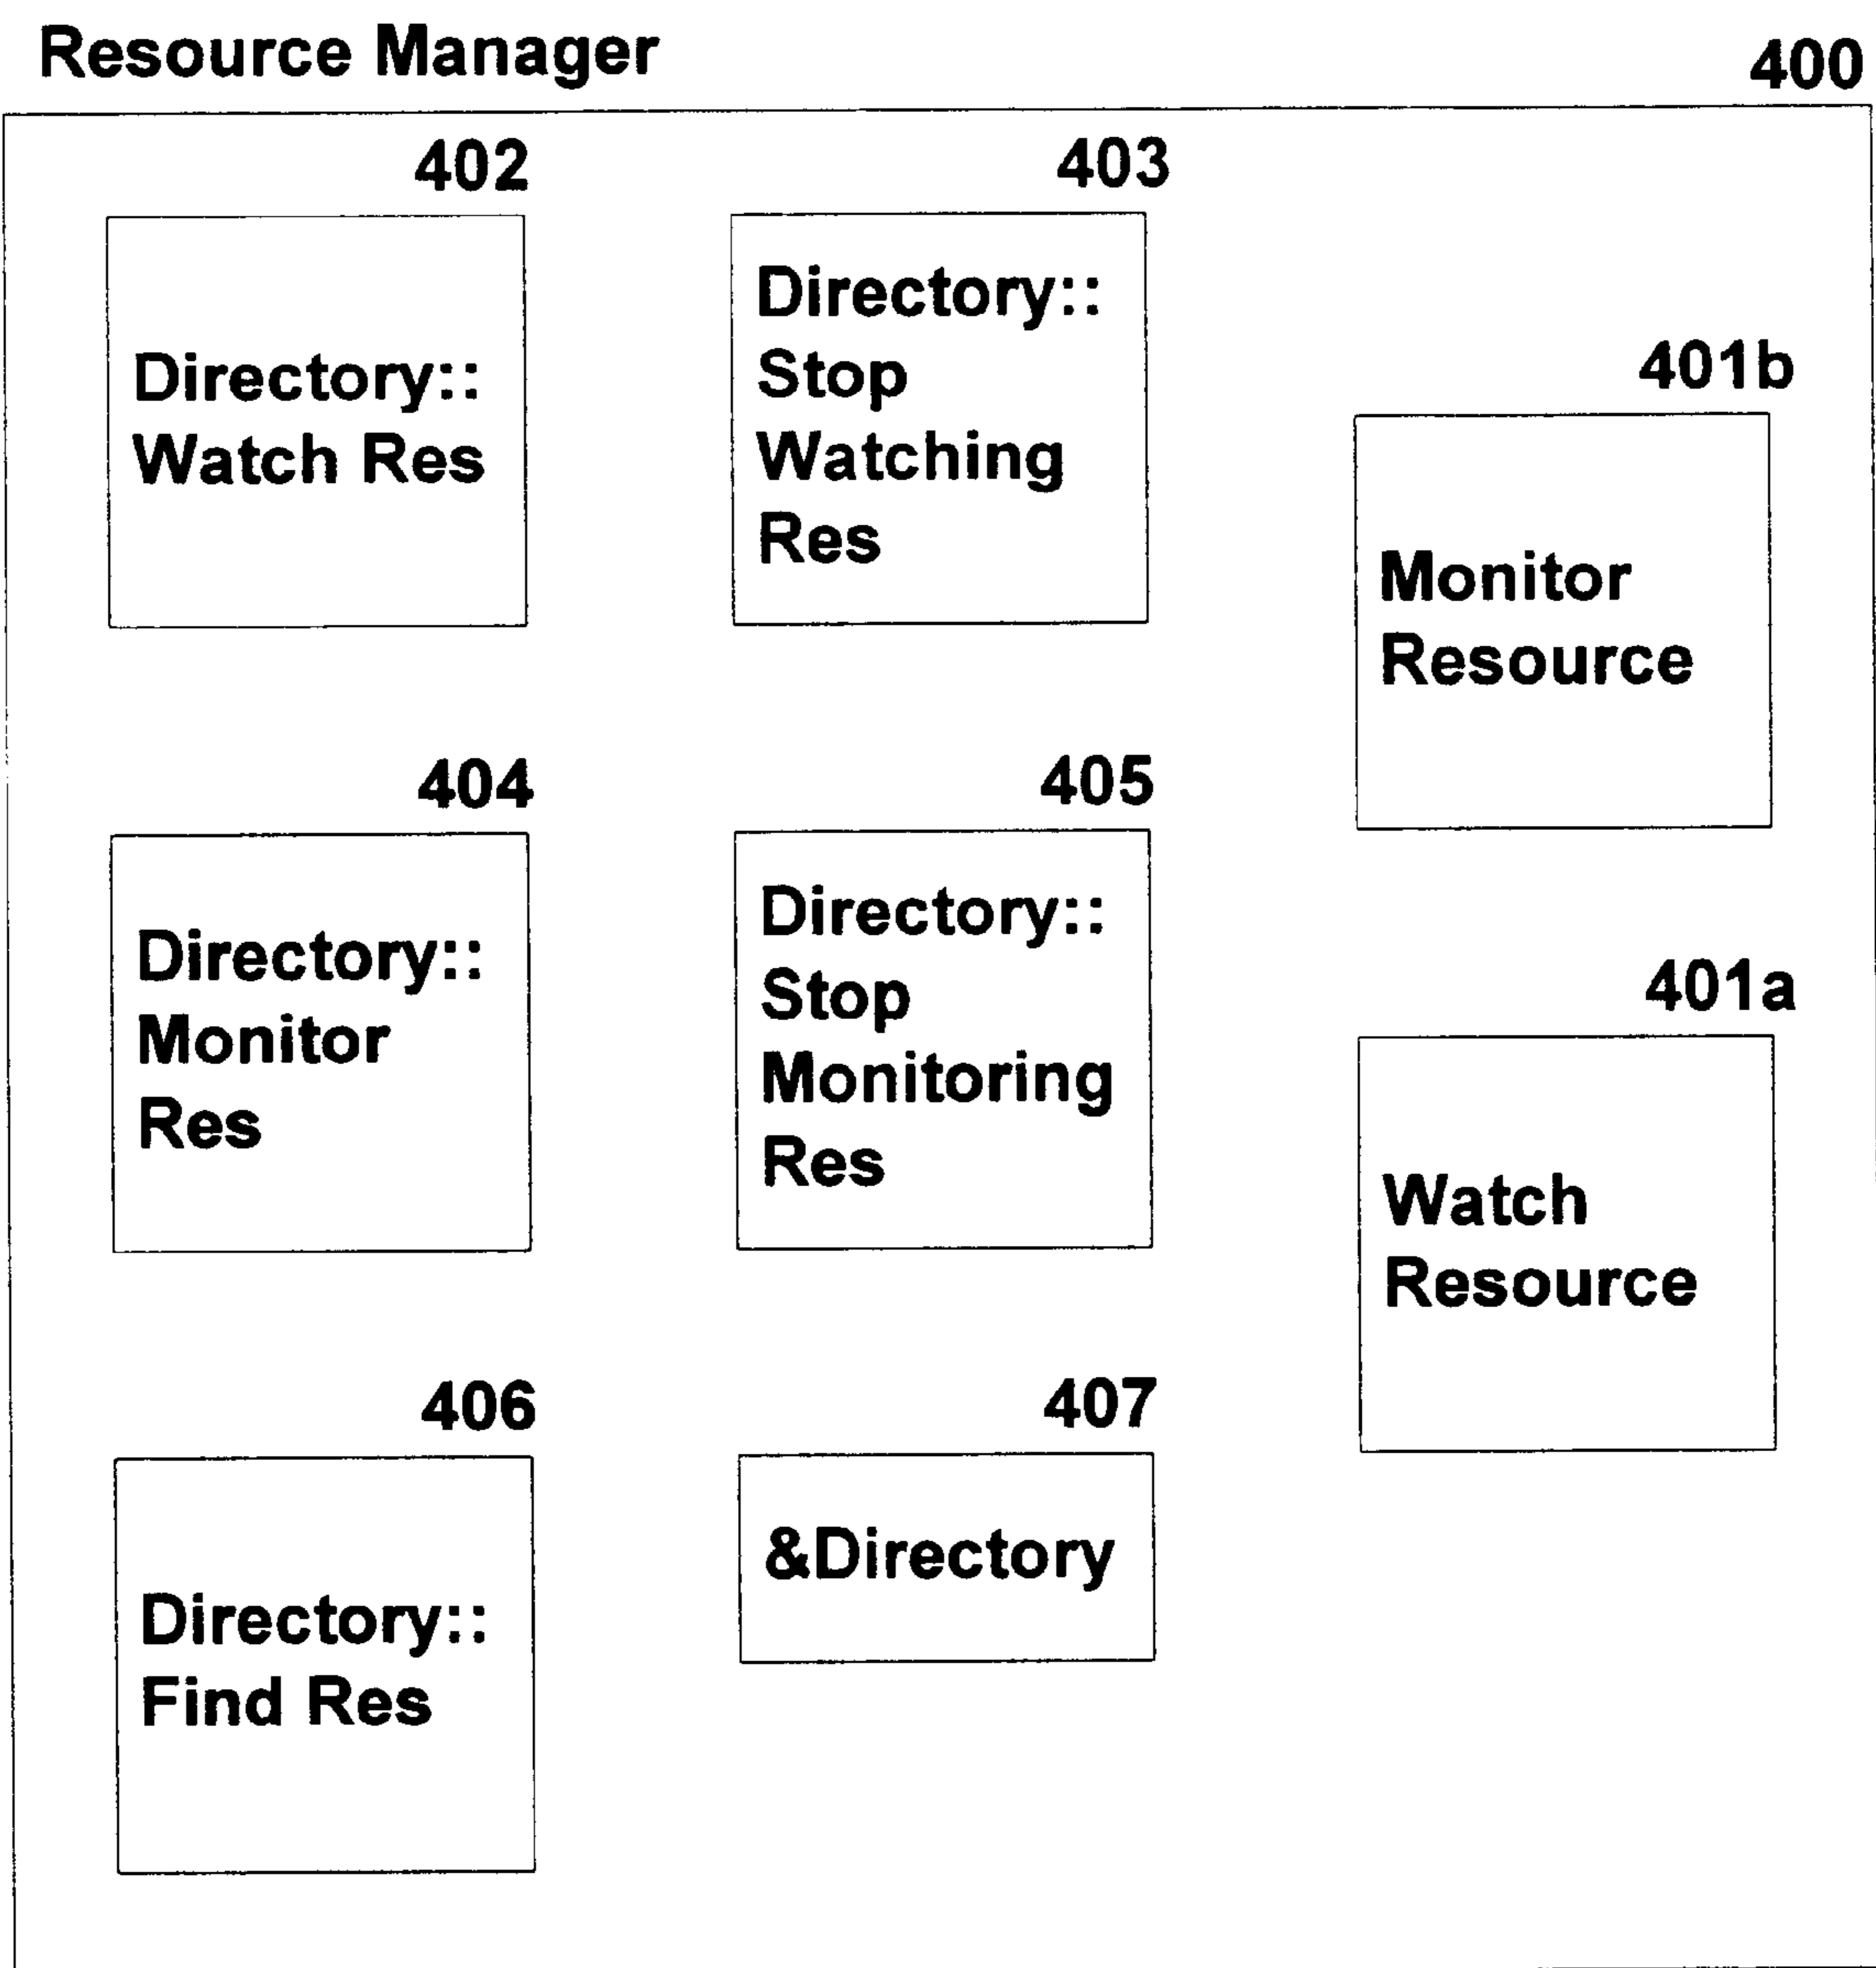 Resource Manager
400
402
Directory::
Watch Res
403
Directory::
Stop
Watching
Res
401b
Monitor
Resource
404
Directory::
Monitor
Res
405
Directory::
Stop
Monitoring
Res
401a
Watch
Resource
406
Directory::
Find Res
407
&Directory